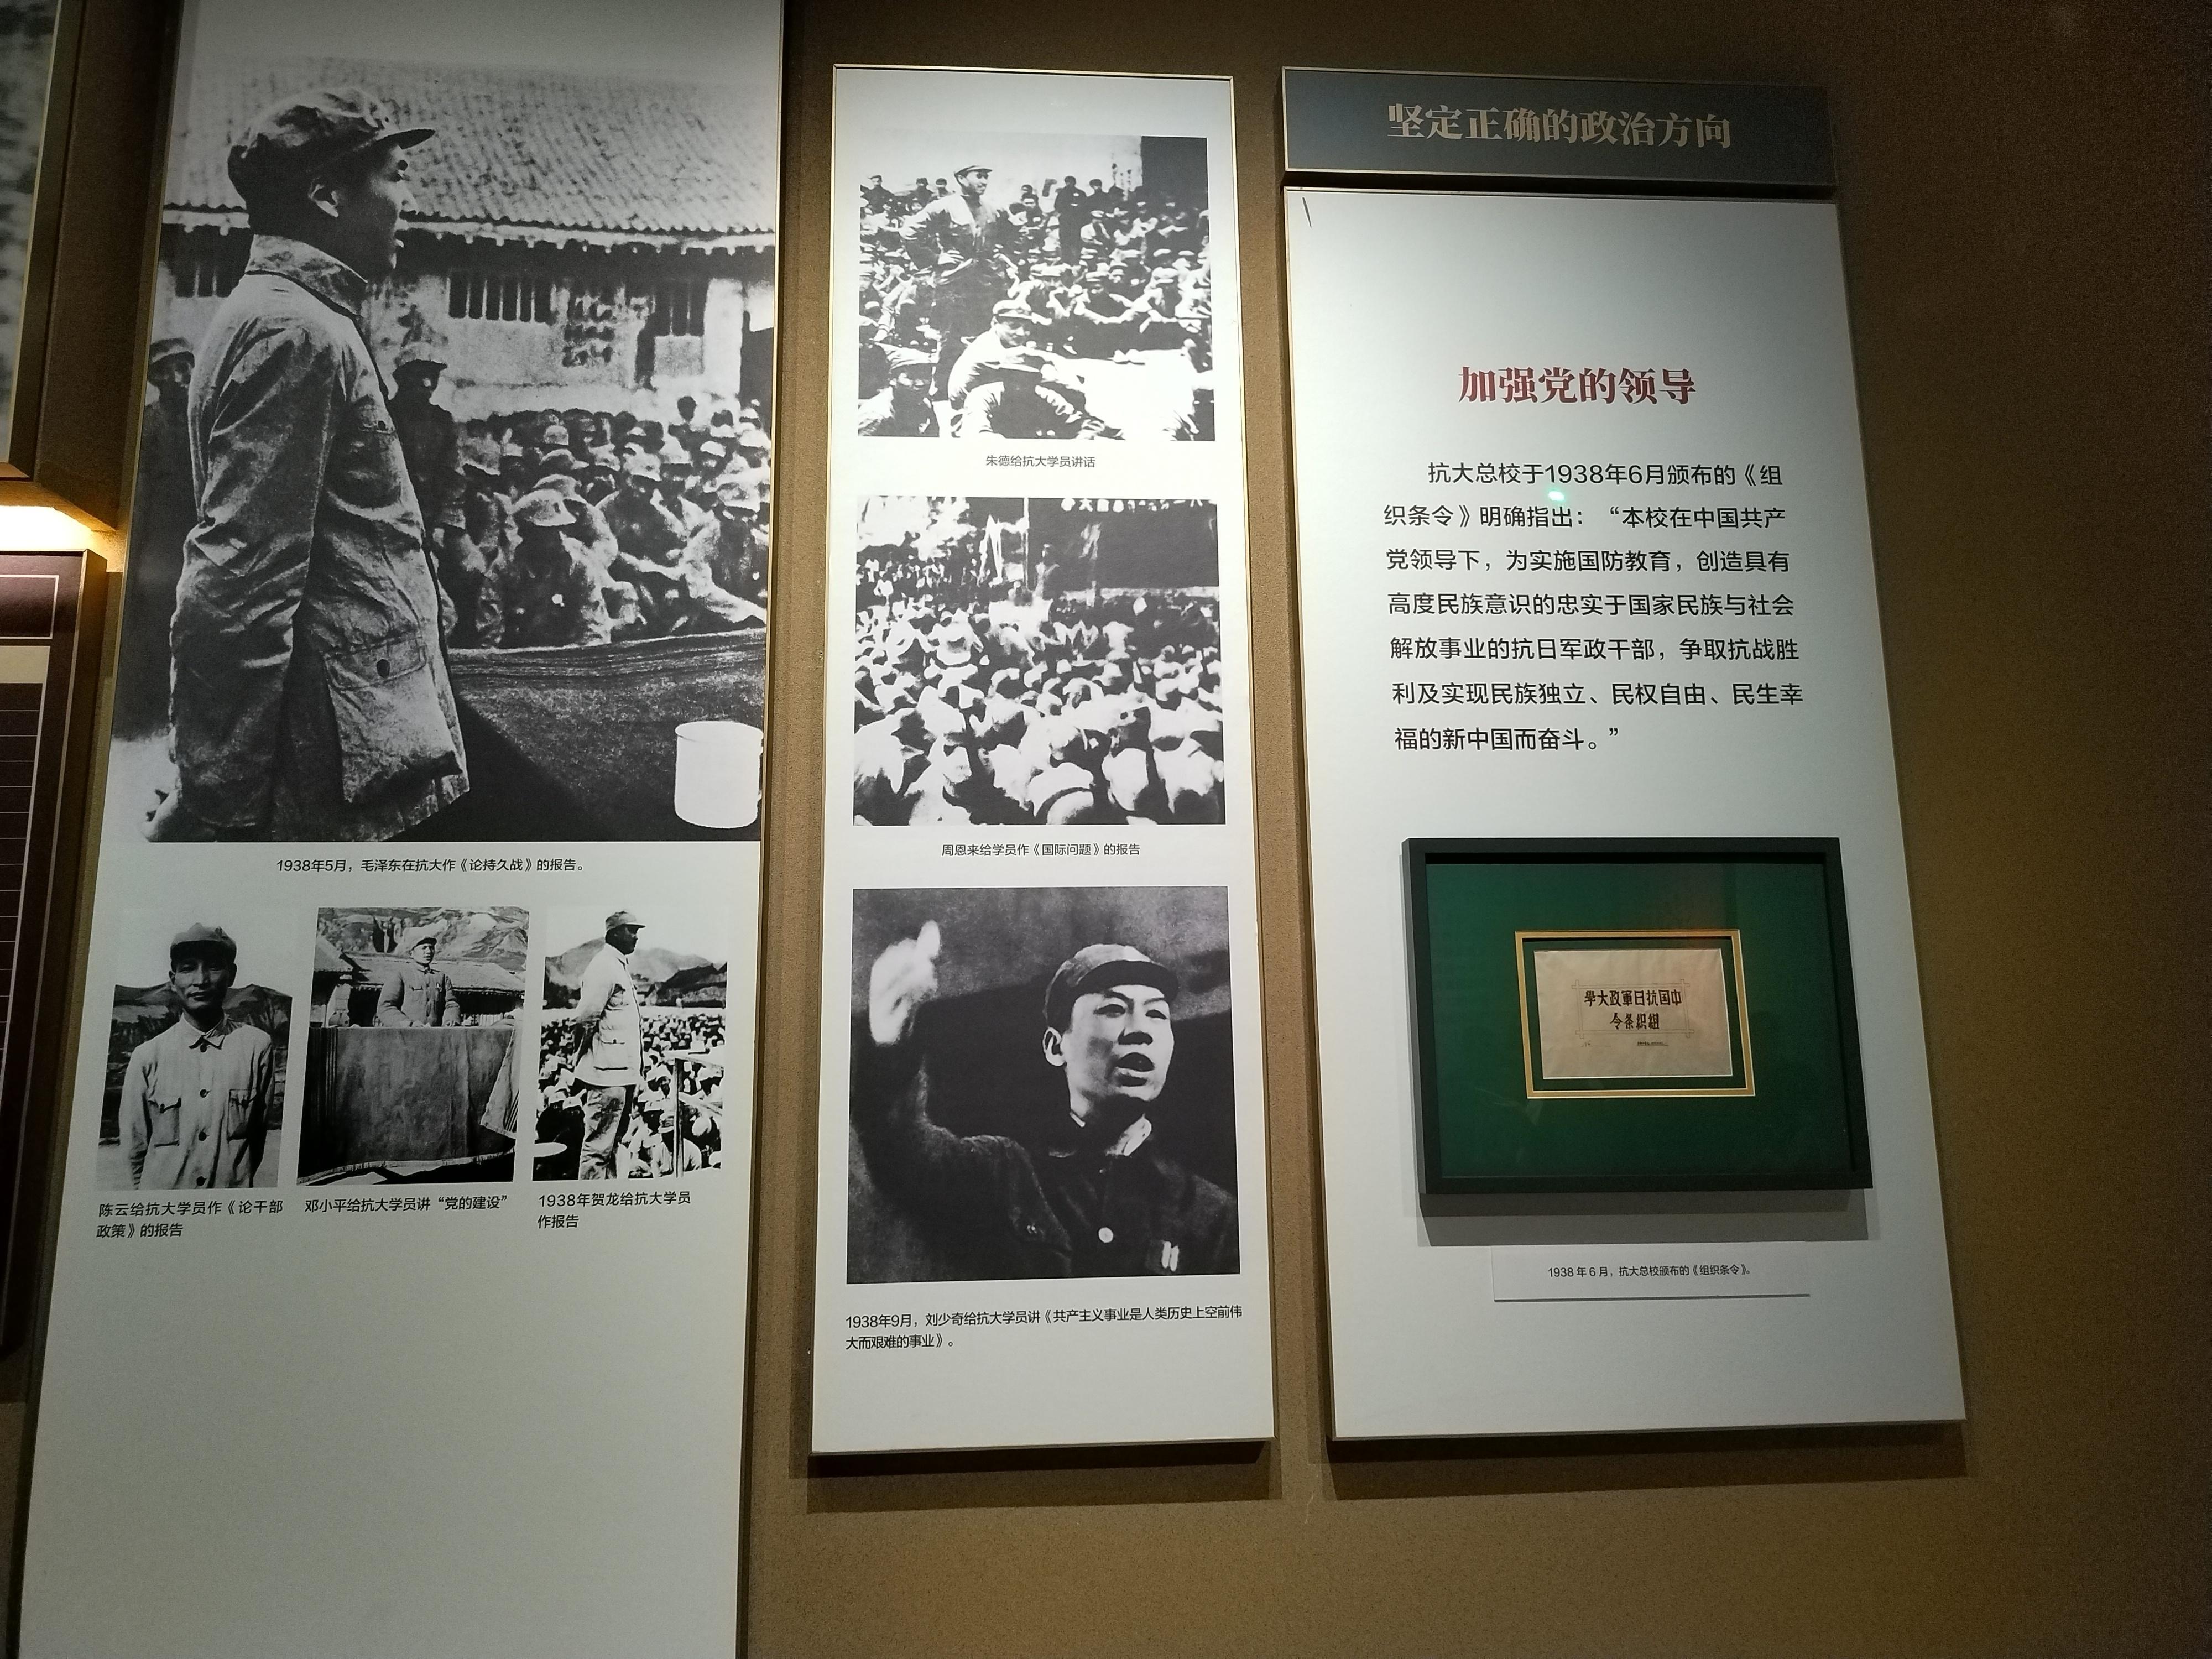 1938年5月，毛泽东在抗大作《论持久战》的报告。
陈云给抗大学员作《论干部
政策》的报告
邓小平给抗大学员讲“党的建设”
1938年贺龙给抗大学员
作报告
朱德给抗大学员讲话
周恩来给学员作《国际问题》的报告
1938年9月，刘少奇给抗大学员讲《共产主义事业是人类历史上空前伟
大而艰难的事业》。
坚定正确的政治方向
加强党的领导
抗大总校于1938年6月颁布的《组
织条令》明确指出：“本校在中国共产
党领导下，为实施国防教育，创造具有
高度民族意识的忠实于国家民族与社会
解放事业的抗日军政干部，争取抗战胜
利及实现民族独立、民权自由、民生幸
福的新中国而奋斗。”
學大政軍日抗国中
令条織組
1938年6月，抗大总校颁布的《组织条令》。